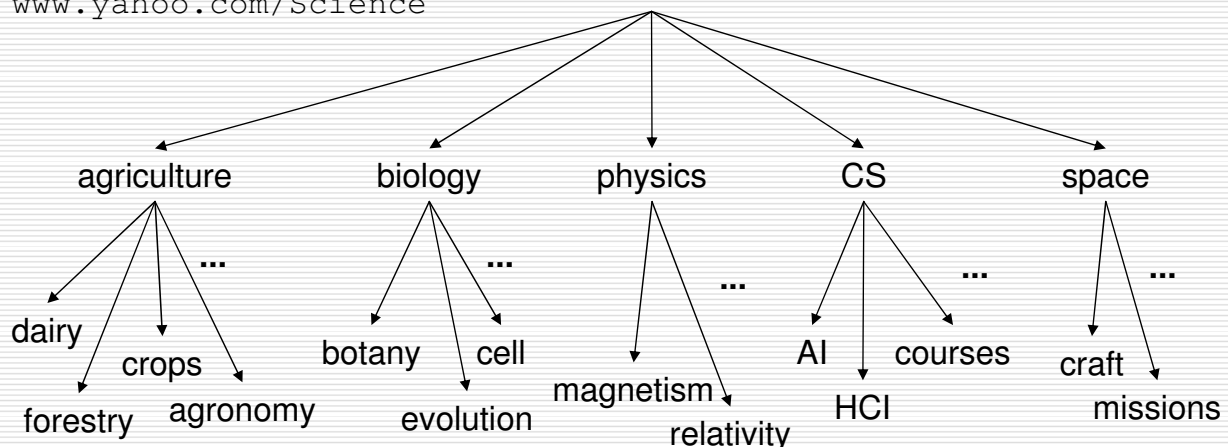 www.yahoo.com/Science
agriculture biology physics CS space
... ... ... ... ...
dairy
crops botany cell AI courses craft
forestry agronomy evolution magnetism HCI missions
relativity